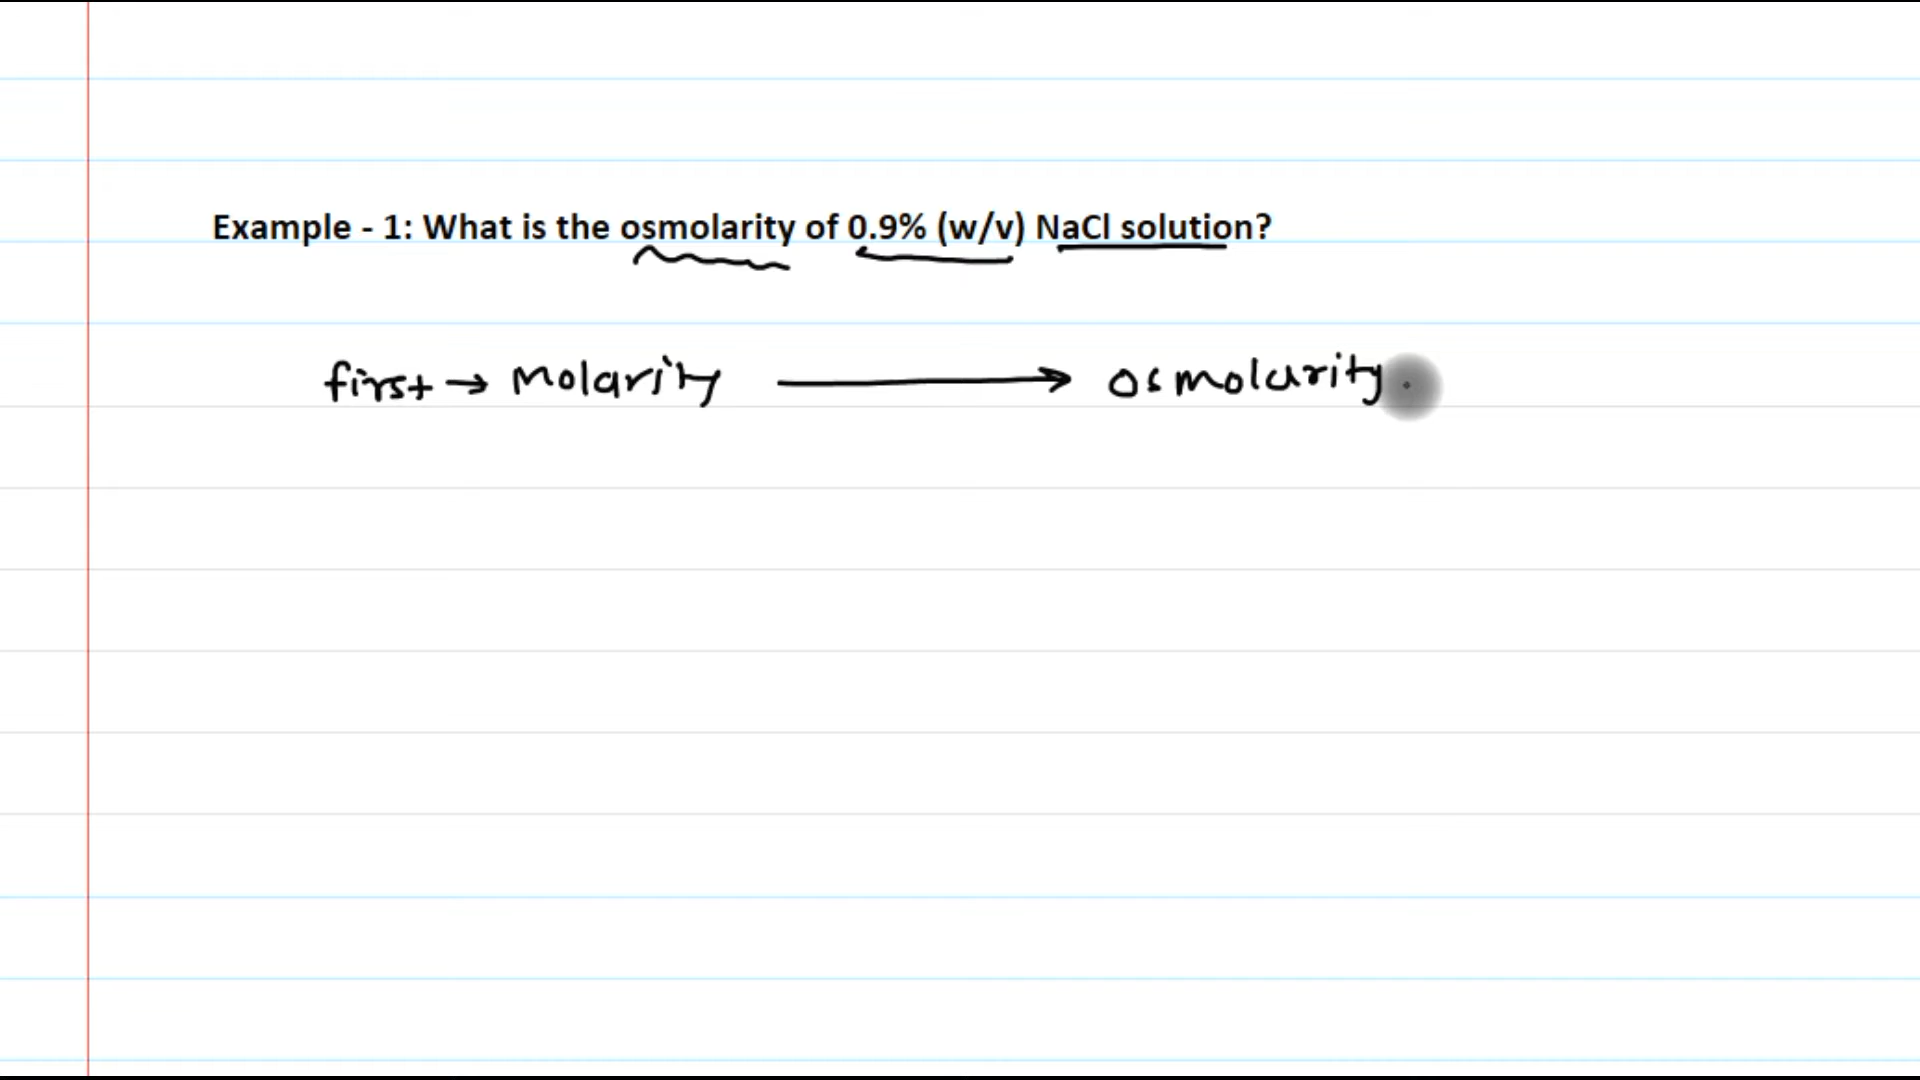 Example - 1: What is the osmolarity of 0.9% (w/v) NaCl solution?
first → Molarity ⟶ osmolarity